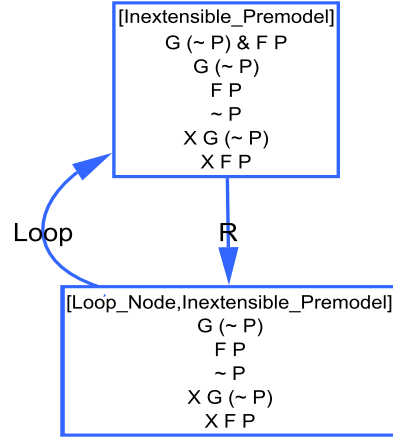 [Inextensible_Premodel]
G (~ P) & F P
G (~ P)
F P
~ P
X G (~ P)
X F P
Loop
R
[Loop_Node,Inextensible_Premodel]
G (~ P)
F P
~ P
X G (~ P)
X F P